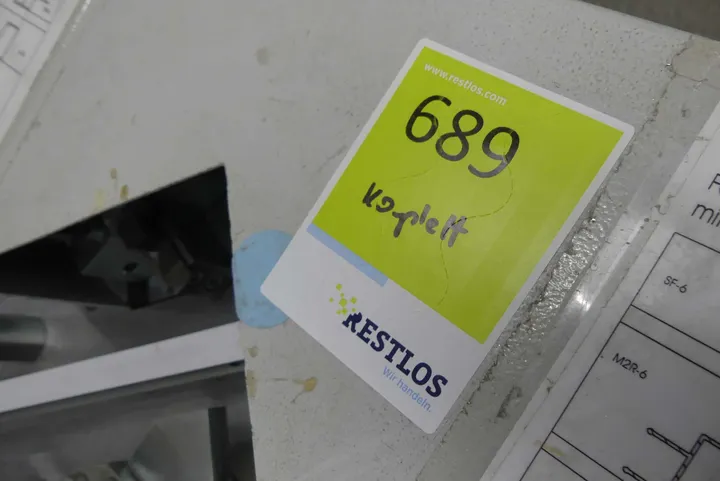 www.restlos.com
689
Komplett
RESTLOS
Wir handeln.
SF-6
M2R-6